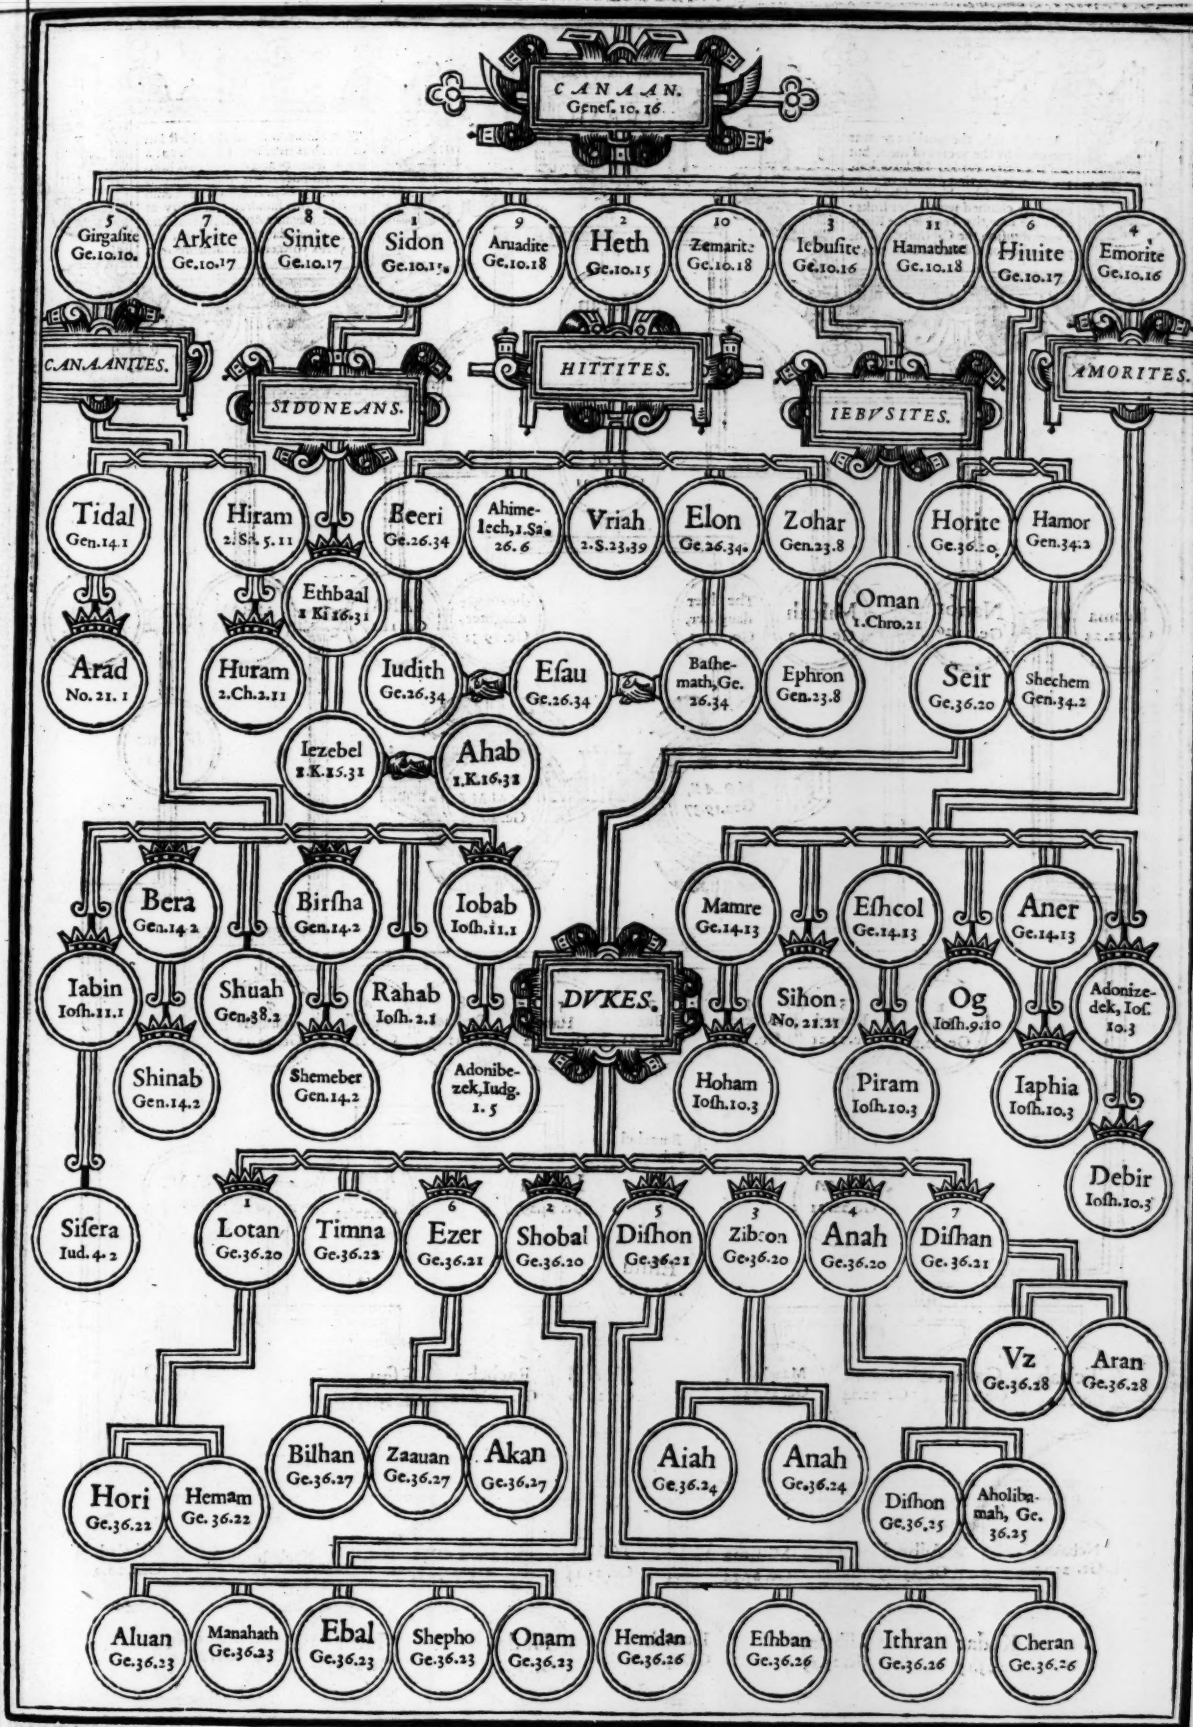 CANAAN.
Geneſ. 10. 16
5
Girgaſite
Ge.10.10.
7
Arkite
Ge.10.17
8
Sinite
Ge.10.17
1
Sidon
Ge.10.15.
9
Aruadite
Ge.10.18
2
Heth
Ge.10.15
10
Zemarite
Ge.10.18
3
Iebuſite
Ge.10.16
11
Hamathite
Ge.10.18
6
Hiuite
Ge.10.17
4
Emorite
Ge.10.16
CANAANITES.
SIDONEANS.
HITTITES.
IEBVSITES.
AMORITES.
Tidal
Gen.14.1
Hiram
2.Sa.5.11
Beeri
Ge.26.34
Ahime-
lech,1.Sa.
26.6
Vriah
2.S.23.39
Elon
Ge.26.34.
Zohar
Gen.23.8
Horite
Ge.36.20.
Hamor
Gen.34.2
Ethbaal
1 Ki 16.31
Oman
1.Chro.21
Arad
No. 21. 1
Huram
2.Ch.2.11
Iudith
Ge.26.34
Eſau
Ge.26.34
Baſhe-
math,Ge.
26.34
Ephron
Gen.23.8
Seir
Ge.36.20
Shechem
Gen.34.2
Iezebel
1.K.16.31
Ahab
1.K.16.31
Bera
Gen.14 2
Birſha
Gen.14.2
Iobab
Ioſh.11.1
Mamre
Ge.14.13
Eſhcol
Ge.14.13
Aner
Ge.14.13
Iabin
Ioſh.11.1
Shuah
Gen.38.2
Rahab
Ioſh.2.1
DVKES.
Sihon
No. 21.21
Og
Ioſh.9.10
Adonize-
dek, Ioſ.
10.3
Shinab
Gen.14.2
Shemeber
Gen.14.2
Adonibe-
zek,Iudg.
1. 5
Hoham
Ioſh.10.3
Piram
Ioſh.10.3
Iaphia
Ioſh.10.3
Debir
Ioſh.10.3
Siſera
Iud.4.2
1
Lotan
Ge.36.20
Timna
Ge.36.22
6
Ezer
Ge.36.21
2
Shobal
Ge.36.20
5
Diſhon
Ge.36.21
3
Zibeon
Ge.36.20
4
Anah
Ge.36.20
7
Diſhan
Ge. 36.21
Vz
Ge.36.28
Aran
Ge.36.28
Bilhan
Ge.36.27
Zaauan
Ge.36.27
Akan
Ge.36.27
Aiah
Ge.36.24
Anah
Ge.36.24
Hori
Ge.36.22
Hemam
Ge. 36.22
Diſhon
Ge.36.25
Aholiba-
mah, Ge.
36.25
Aluan
Ge.36.23
Manahath
Ge.36.23
Ebal
Ge.36.23
Shepho
Ge.36.23
Onam
Ge.36.23
Hemdan
Ge.36.26
Eſhban
Ge.36.26
Ithran
Ge.36.26
Cheran
Ge.36.26